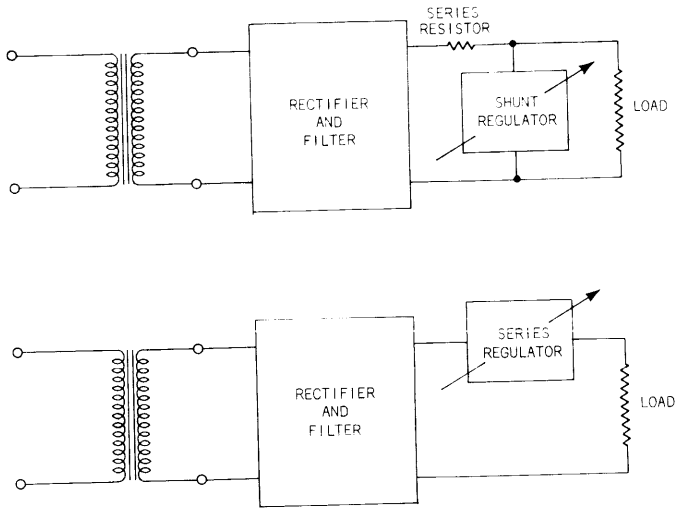 SERIES
RESISTOR
RECTIFIER
AND
FILTER
SHUNT
REGULATOR
LOAD
RECTIFIER
AND
FILTER
SERIES
REGULATOR
LOAD